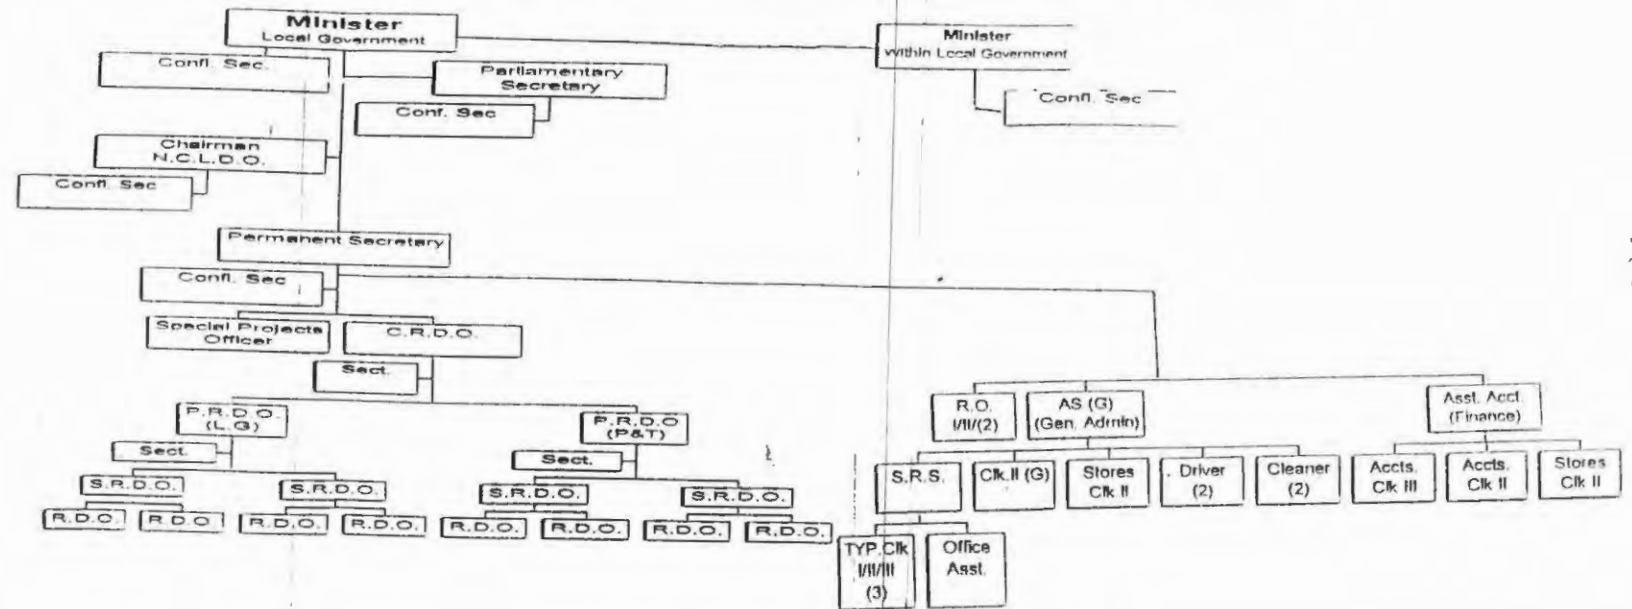 Minister
Local Government
Minister
within Local Government
Confl. Sec.
Parliamentary
Secretary
Confl. Sec
Conf. Sec
Chairman
N.C.L.D.O.
Confl. Sec
Permanent Secretary
Confl. Sec
Special Projects
Officer
C.R.D.O.
Sect.
P.R.D.O.
(L.G)
P.R.D.O
(P&T)
R.O.
I/II/(2)
AS (G)
(Gen. Admin)
Asst. Acct.
(Finance)
Sect.
Sect.
S.R.D.O.
S.R.D.O.
S.R.D.O.
S.R.D.O.
S.R.S.
Clk.II (G)
Stores
Clk II
Driver
(2)
Cleaner
(2)
Accts.
Clk III
Accts.
Clk II
Stores
Clk II
R.D.O.
R.D.O
R.D.O.
R.D.O.
R.D.O.
R.D.O.
R.D.O.
R.D.O.
TYP.Clk
I/II/III
(3)
Office
Asst.